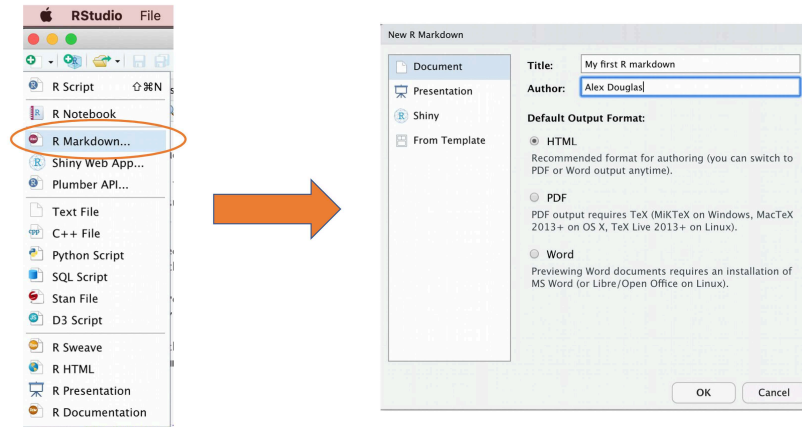 RStudio File
R Script ⇧⌘N
R Notebook
R Markdown...
Shiny Web App...
Plumber API...
Text File
C++ File
Python Script
SQL Script
Stan File
D3 Script
R Sweave
R HTML
R Presentation
R Documentation
New R Markdown
Document
Presentation
Shiny
From Template
Title: My first R markdown
Author: Alex Douglas
Default Output Format:
HTML
Recommended format for authoring (you can switch to
PDF or Word output anytime).
PDF
PDF output requires TeX (MiKTeX on Windows, MacTeX
2013+ on OS X, TeX Live 2013+ on Linux).
Word
Previewing Word documents requires an installation of
MS Word (or Libre/Open Office on Linux).
OK Cancel